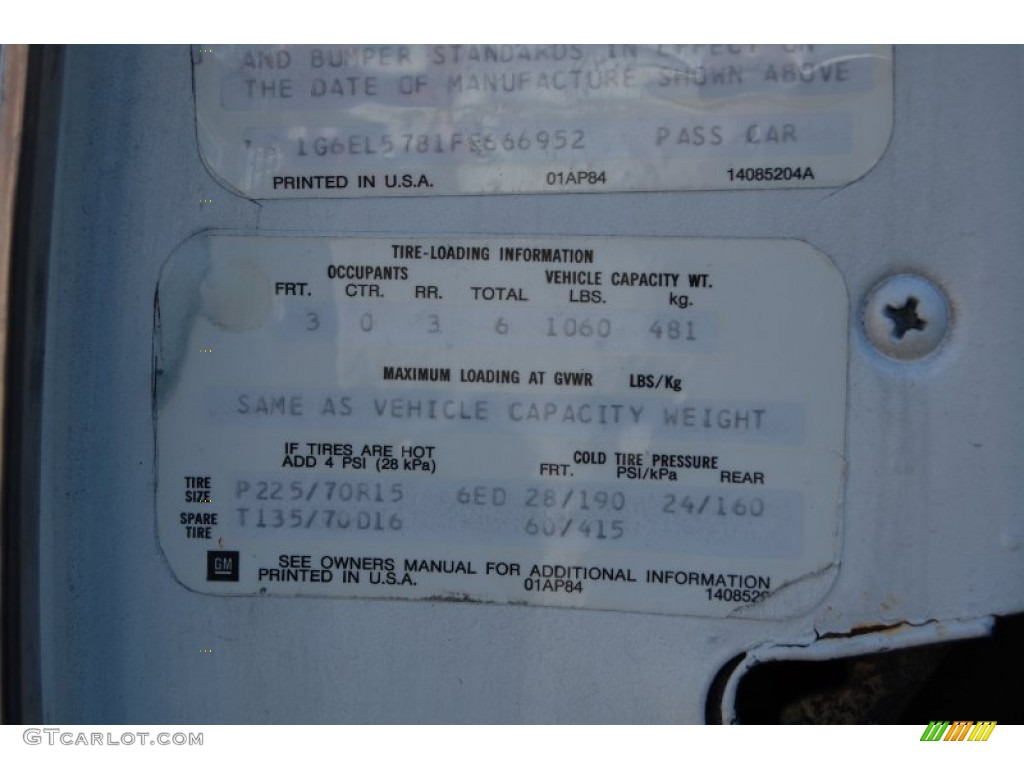 AND BUMPER STANDARDS IN EFFECT ON
THE DATE OF MANUFACTURE SHOWN ABOVE
1G6EL5781FE666952 PASS CAR
PRINTED IN U.S.A. 01AP84 14085204A
TIRE-LOADING INFORMATION
OCCUPANTS VEHICLE CAPACITY WT.
FRT. CTR. RR. TOTAL LBS. kg.
3 0 3 6 1060 481
MAXIMUM LOADING AT GVWR LBS/Kg
SAME AS VEHICLE CAPACITY WEIGHT
IF TIRES ARE HOT COLD TIRE PRESSURE
ADD 4 PSI (28 kPa) FRT. PSI/kPa REAR
TIRE SIZE P225/70R15 6ED 28/190 24/160
SPARE TIRE T135/70D16 60/415
GM SEE OWNERS MANUAL FOR ADDITIONAL INFORMATION
PRINTED IN U.S.A. 01AP84 1408529
GTCarlot.com